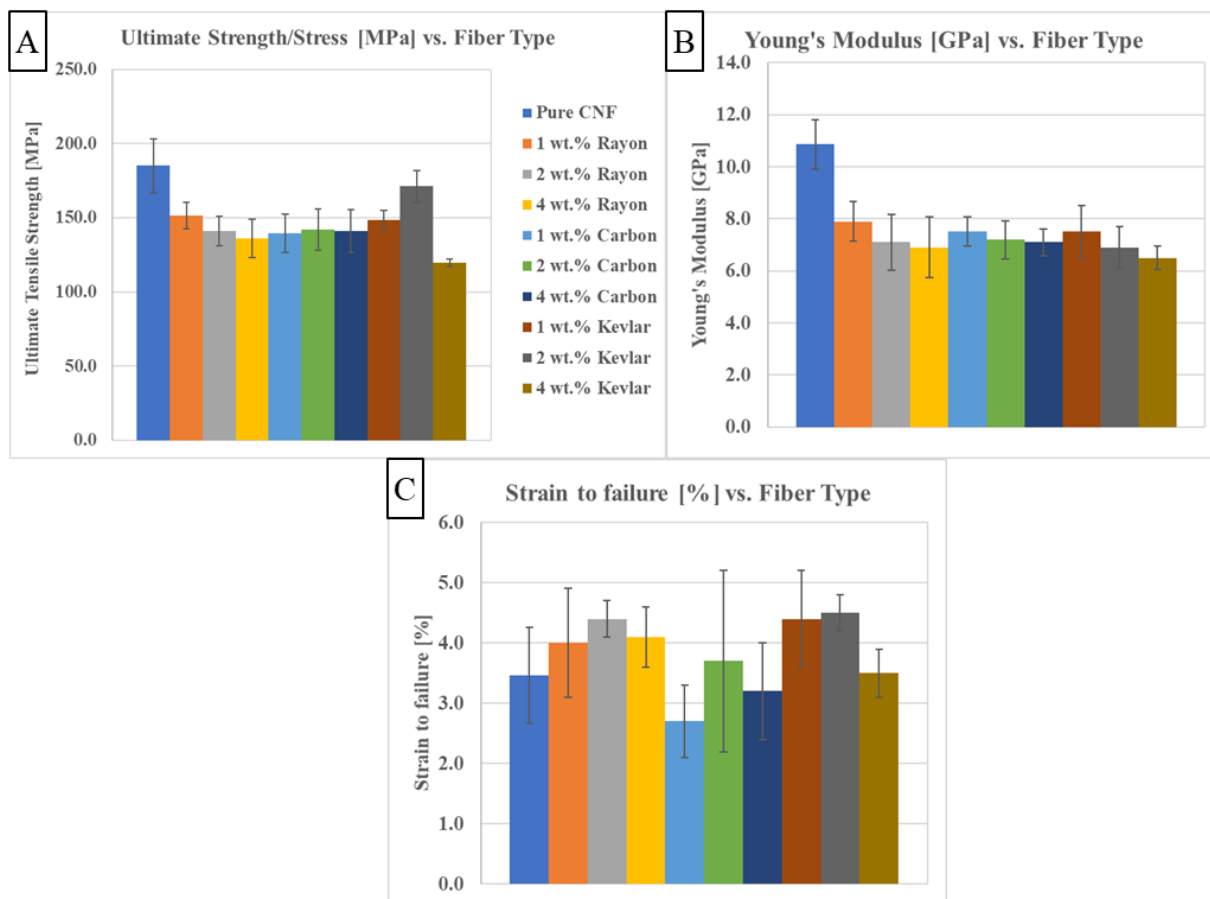 A
Ultimate Strength/Stress [MPa] vs. Fiber Type
Ultimate Tensile Strength [MPa]
250.0
200.0
150.0
100.0
50.0
0.0
Pure CNF
1 wt.% Rayon
2 wt.% Rayon
4 wt.% Rayon
1 wt.% Carbon
2 wt.% Carbon
4 wt.% Carbon
1 wt.% Kevlar
2 wt.% Kevlar
4 wt.% Kevlar
B
Young's Modulus [GPa] vs. Fiber Type
Young's Modulus [GPa]
14.0
12.0
10.0
8.0
6.0
4.0
2.0
0.0
C
Strain to failure [%] vs. Fiber Type
Strain to failure [%]
6.0
5.0
4.0
3.0
2.0
1.0
0.0